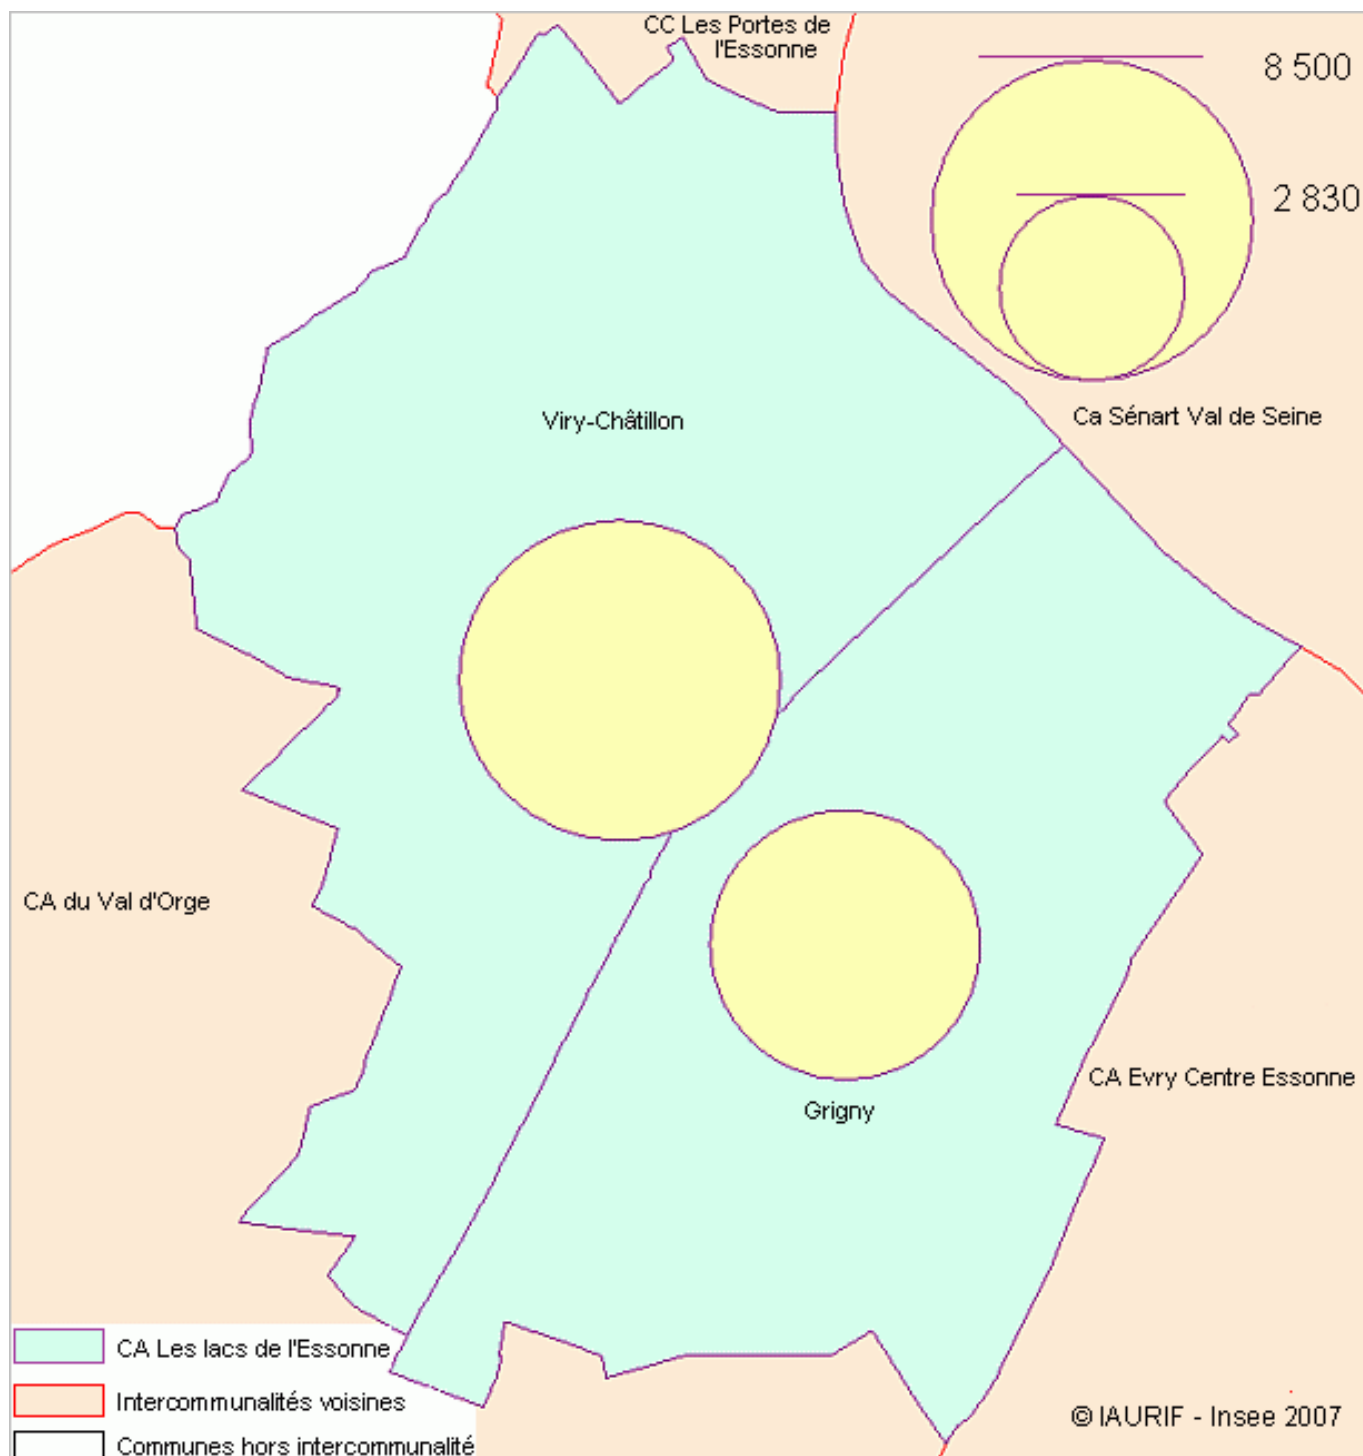 CC Les Portes de
l'Essonne
8 500
2 830
Viry-Châtillon
Ca Sénart Val de Seine
CA du Val d'Orge
CA Evry Centre Essonne
Grigny
CA Les lacs de l'Essonne
Intercommunalités voisines
Communes hors intercommunalité
© IAURIF - Insee 2007